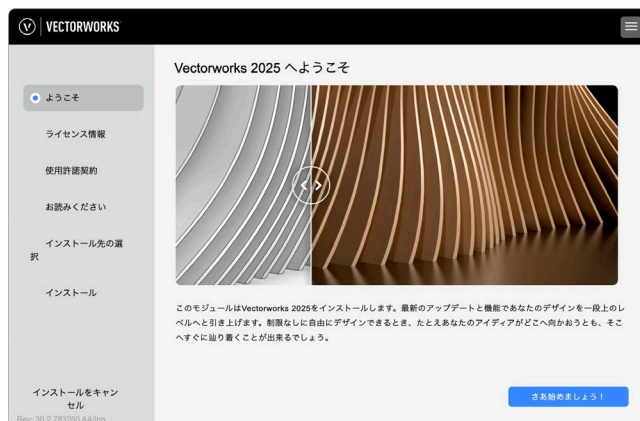 VECTORWORKS
Vectorworks 2025 へようこそ
ようこそ
ライセンス情報
使用許諾契約
お読みください
インストール先の選
択
インストール
このモジュールはVectorworks 2025をインストールします。最新のアップデートと機能であなたのデザインを一段上のレ
ベルへと引き上げます。制限なしに自由にデザインできるとき、たとえあなたのアイディアがどこへ向かおうとも、そこ
へすぐに辿り着くことが出来るでしょう。
インストールをキャン
セル
さあ始めましょう！
Rev: 30.2.783260.AA/jpn